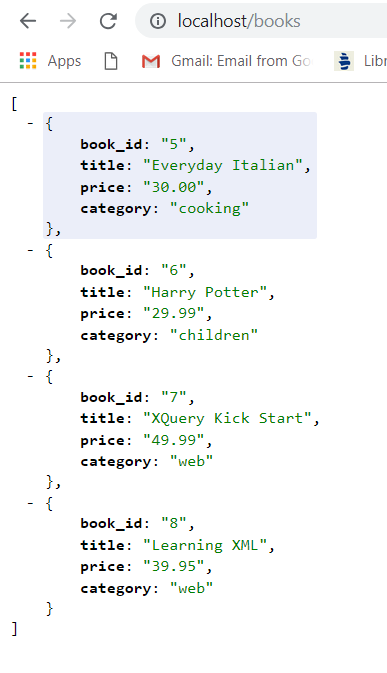 localhost/books
Apps Gmail: Email from Go
[
- {
book_id: "5",
title: "Everyday Italian",
price: "30.00",
category: "cooking"
},
- {
book_id: "6",
title: "Harry Potter",
price: "29.99",
category: "children"
},
- {
book_id: "7",
title: "XQuery Kick Start",
price: "49.99",
category: "web"
},
- {
book_id: "8",
title: "Learning XML",
price: "39.95",
category: "web"
}
]